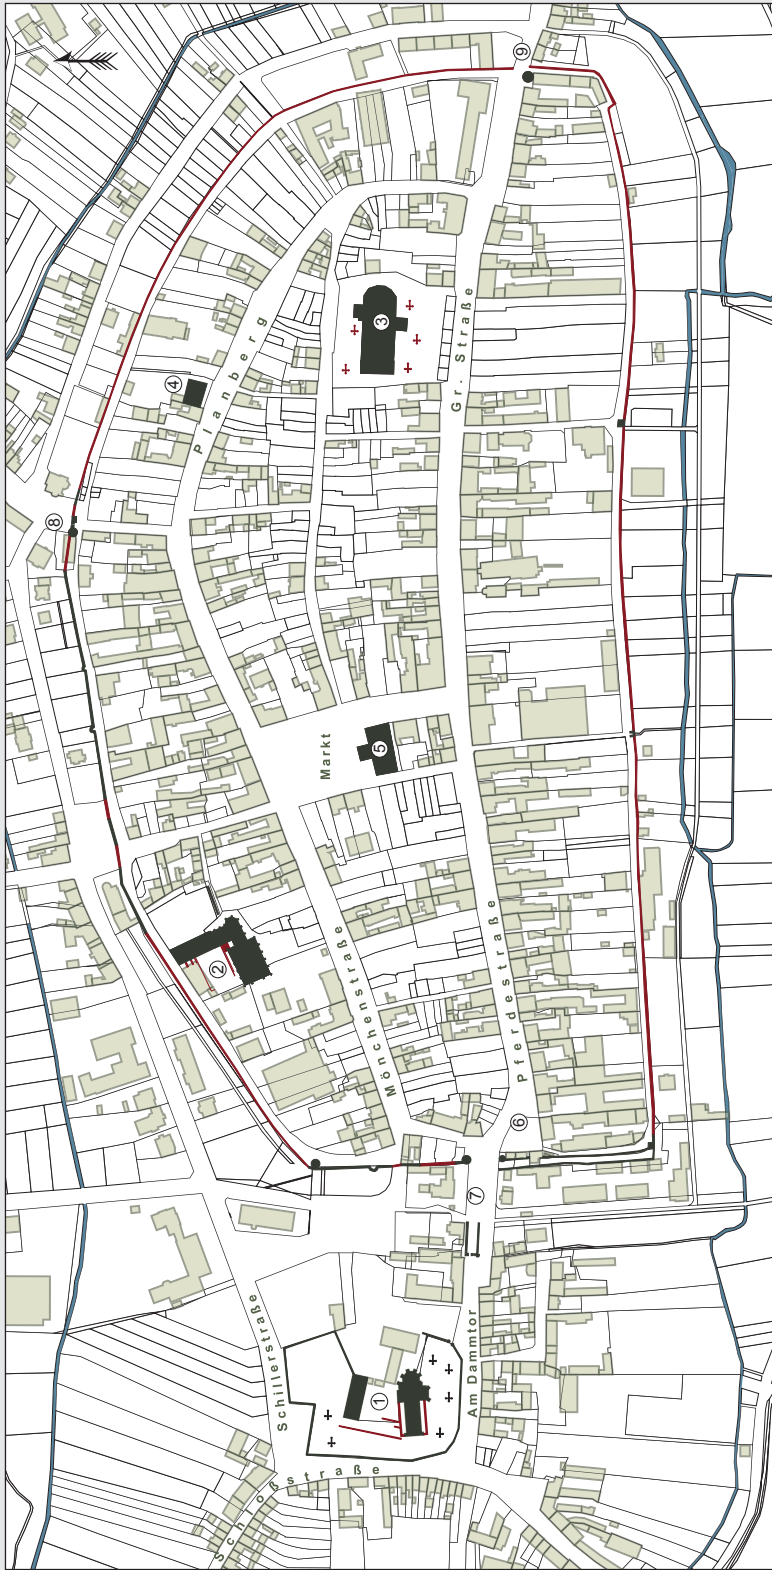 9
8
4
Planberg
3
Gr. Straße
Markt
5
2
Mönchenstraße
Pferdestraße
6
7
Schillerstraße
Am Dammtor
1
Schloßstraße